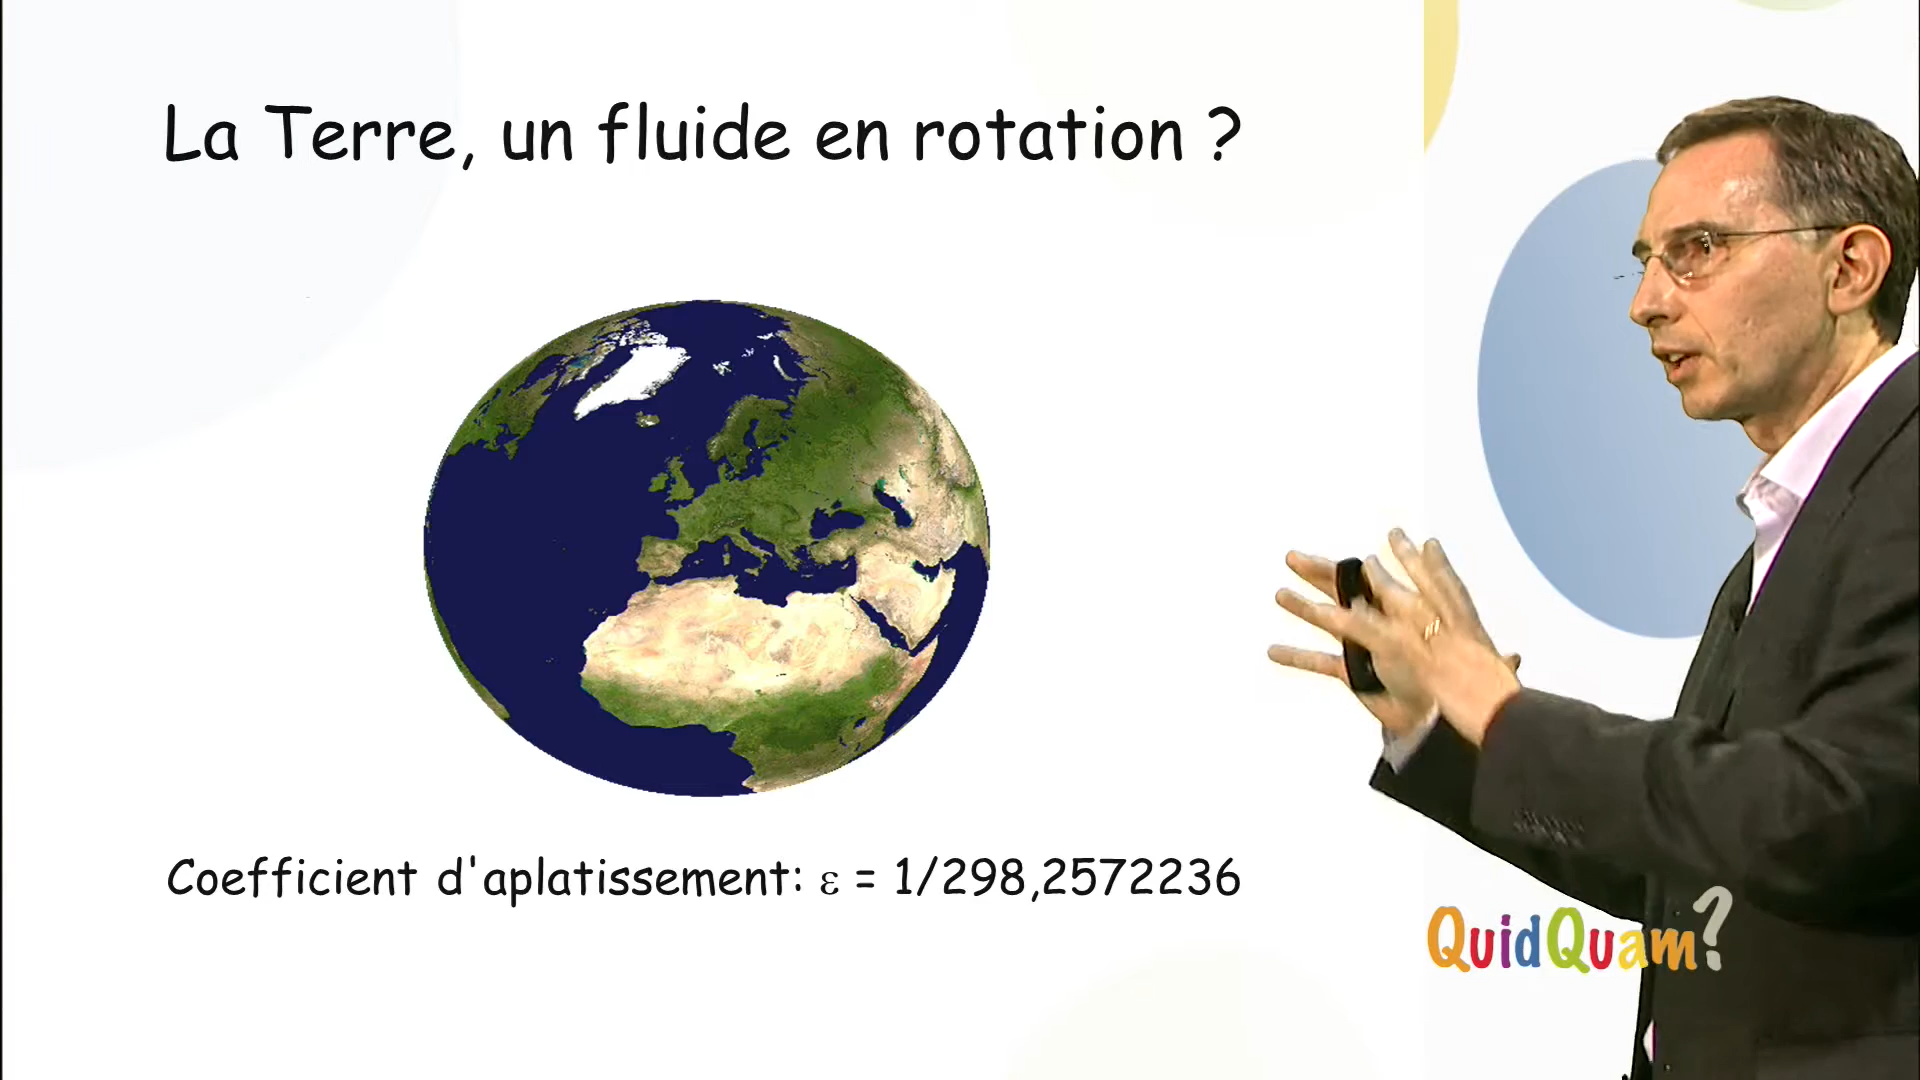 La Terre, un fluide en rotation ?
Coefficient d'aplatissement: ε = 1/298,2572236
QuidQuam?